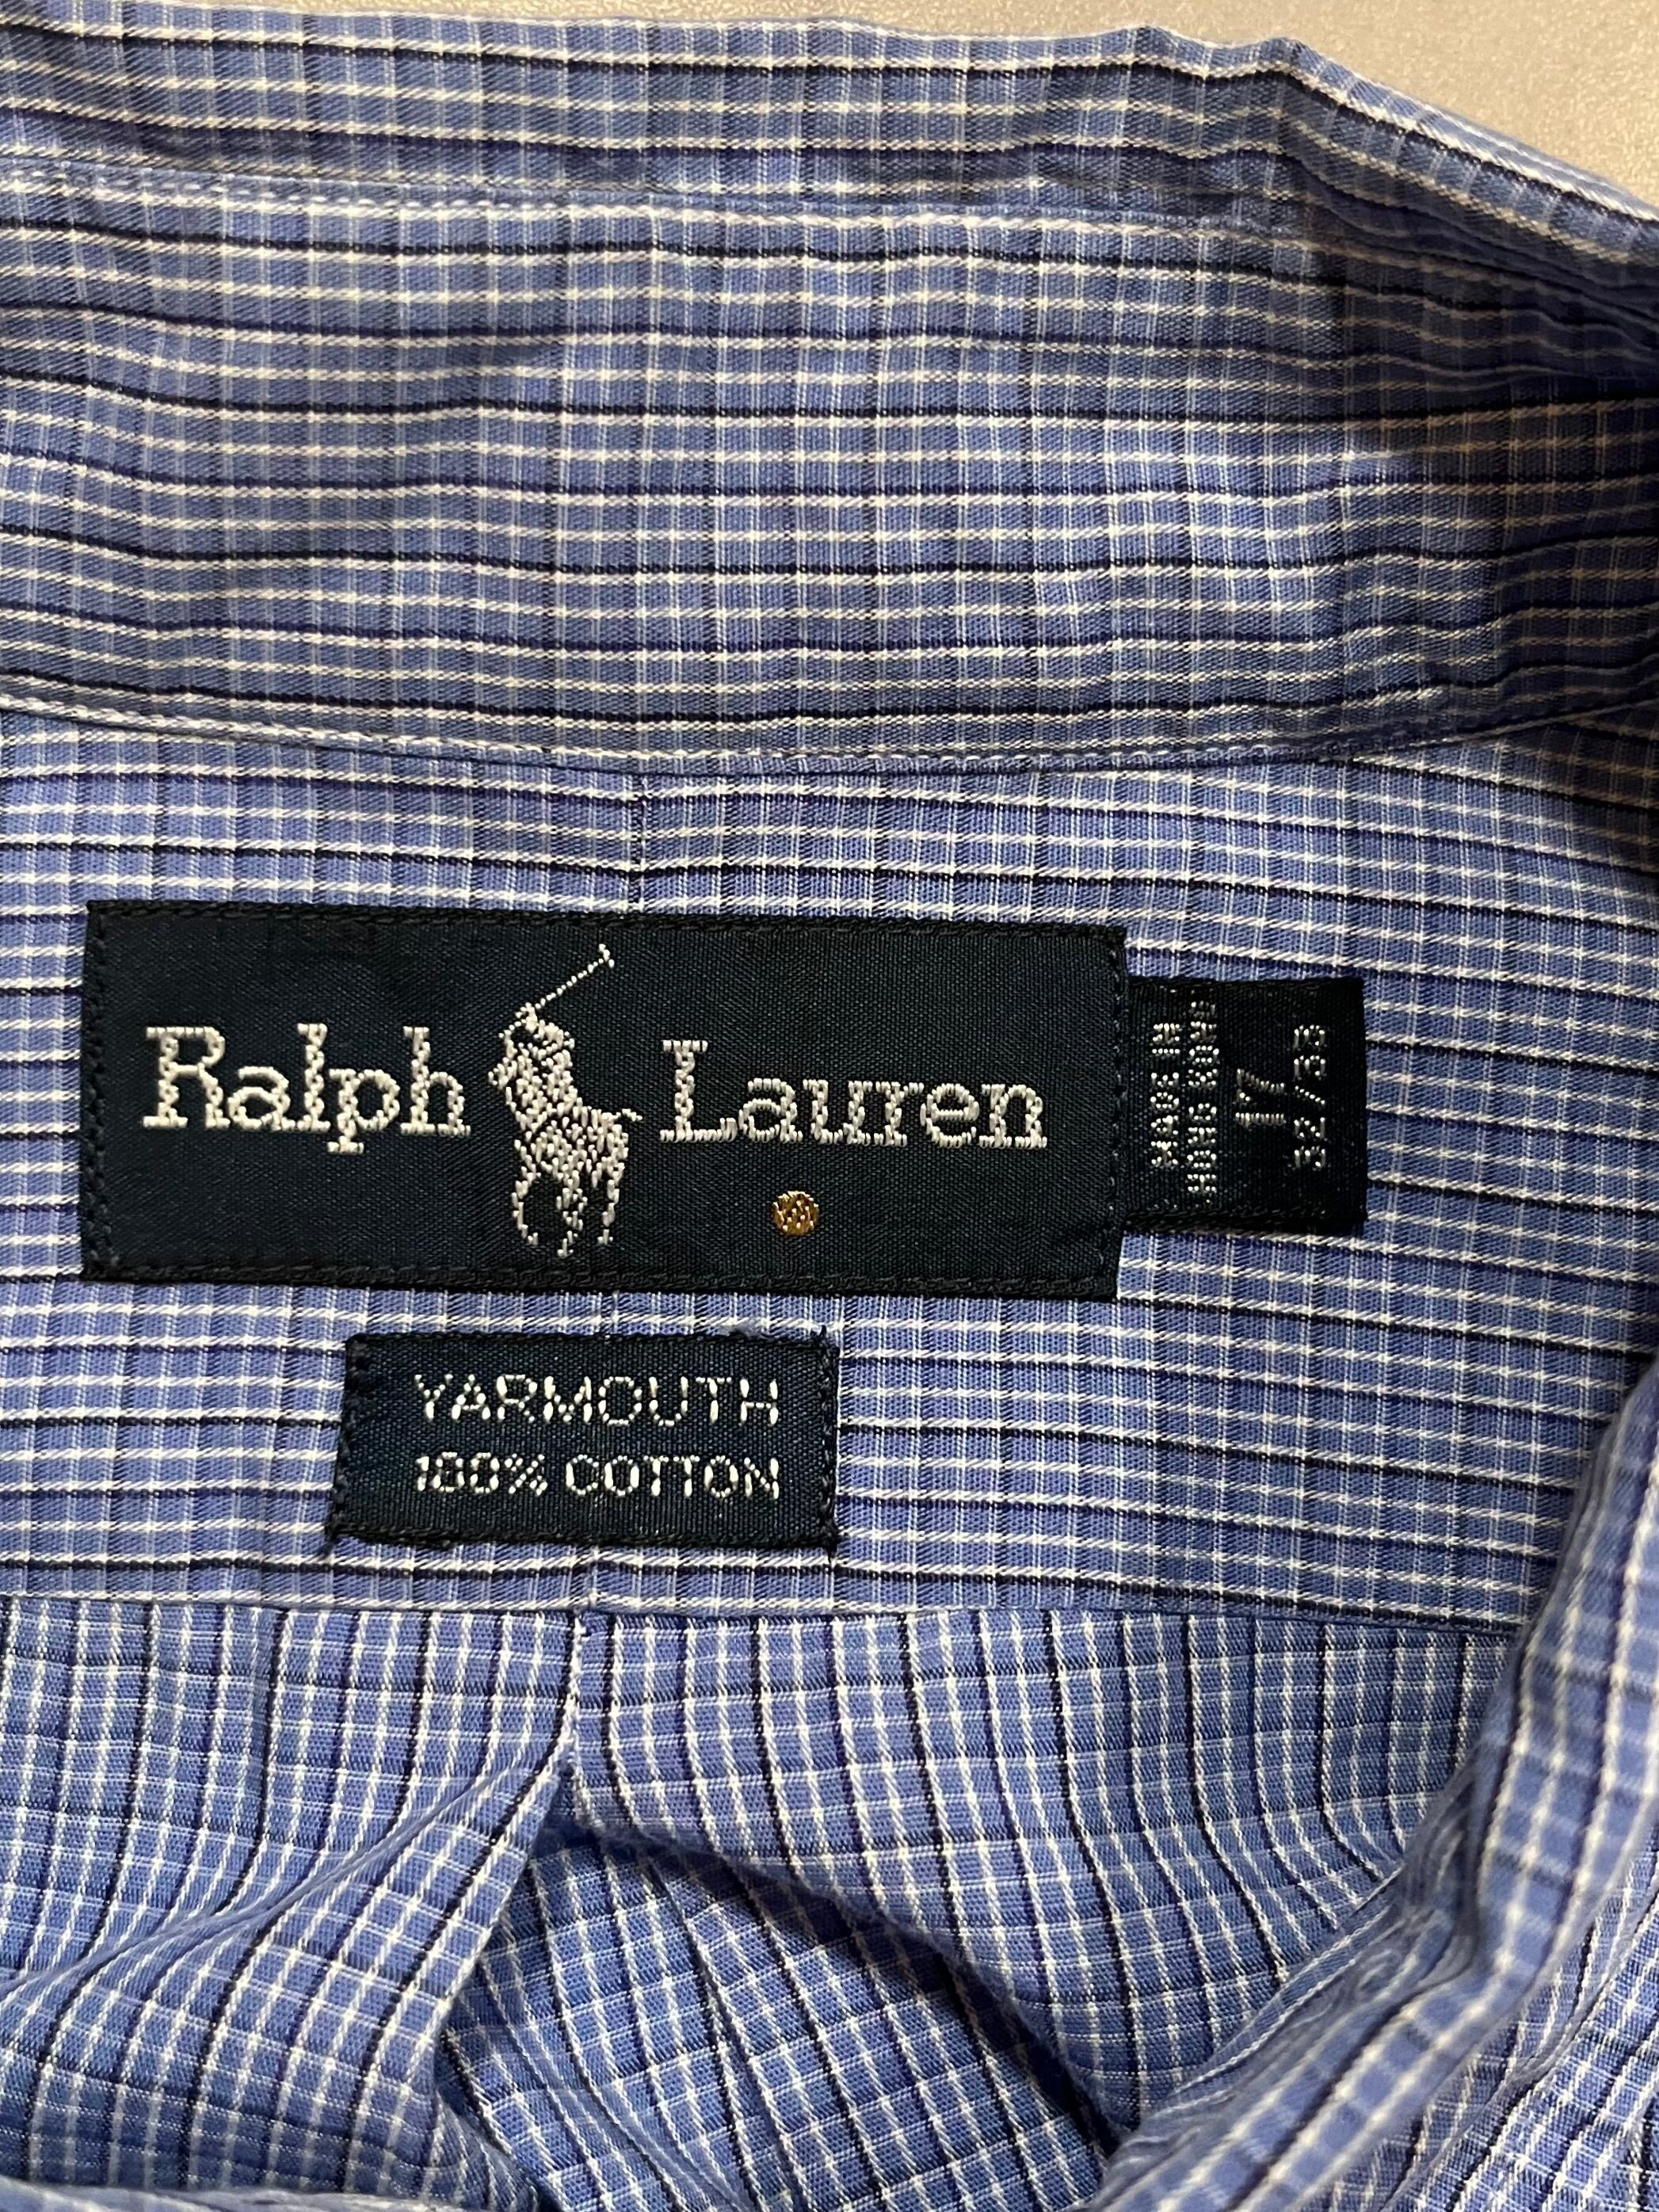 Ralph Lauren
MADE IN
HONG KONG
17
32/33
YARMOUTH
100% COTTON